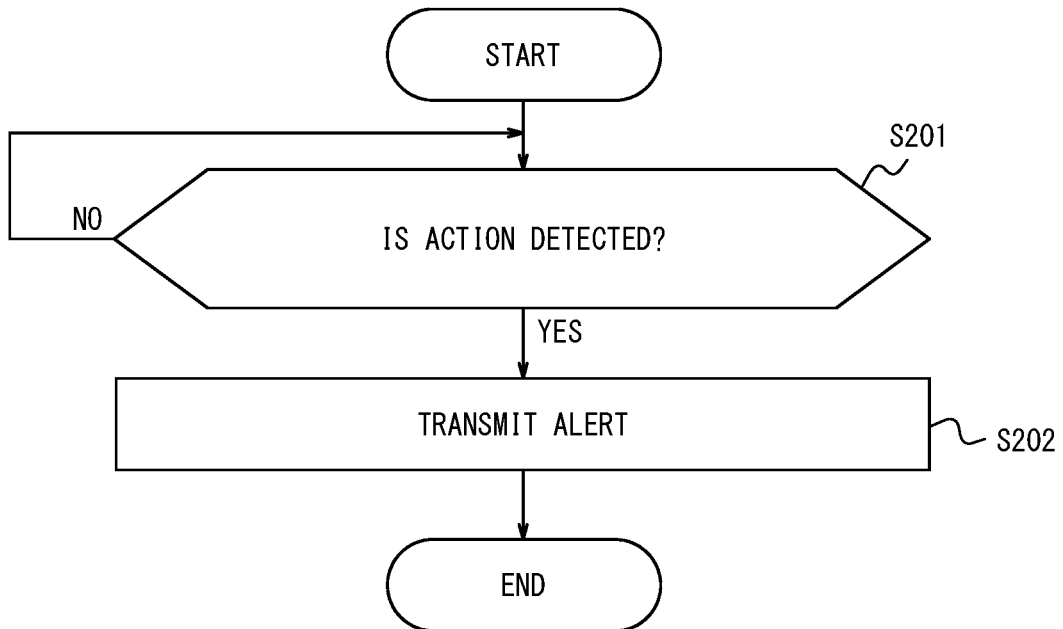 START
S201
NO
IS ACTION DETECTED?
YES
TRANSMIT ALERT
S202
END